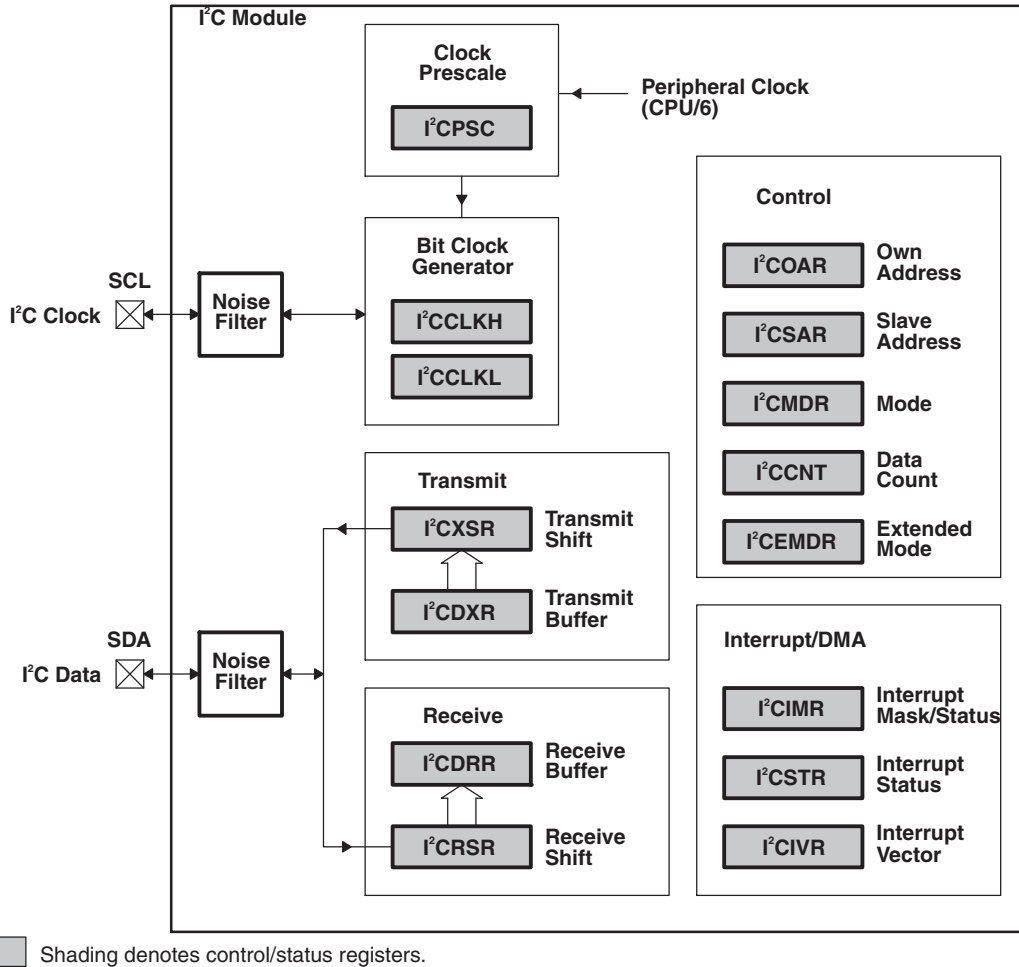 I²C Module
Clock
Prescale
I²CPSC
Peripheral Clock
(CPU/6)
Bit Clock
Generator
I²CCLKH
I²CCLKL
SCL
I²C Clock
Noise
Filter
Control
I²COAR
Own
Address
I²CSAR
Slave
Address
I²CMDR
Mode
I²CCNT
Data
Count
I²CEMDR
Extended
Mode
Transmit
I²CXSR
Transmit
Shift
I²CDXR
Transmit
Buffer
SDA
I²C Data
Noise
Filter
Receive
I²CDRR
Receive
Buffer
I²CRSR
Receive
Shift
Interrupt/DMA
I²CIMR
Interrupt
Mask/Status
I²CSTR
Interrupt
Status
I²CIVR
Interrupt
Vector
Shading denotes control/status registers.